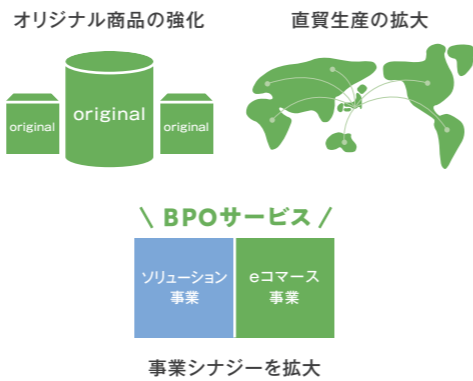 オリジナル商品の強化
直貿生産の拡大
original
original
original
\ BPOサービス /
ソリューション
事業
eコマース
事業
事業シナジーを拡大